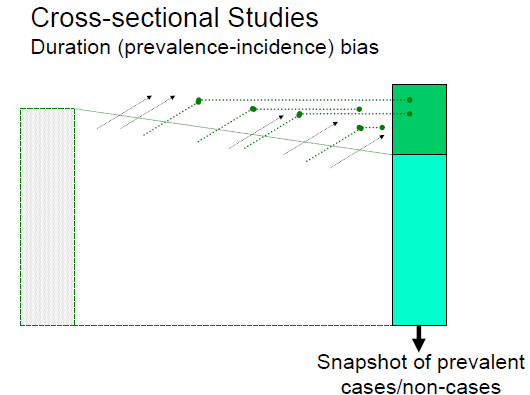 Cross-sectional Studies
Duration (prevalence-incidence) bias
Snapshot of prevalent
cases/non-cases